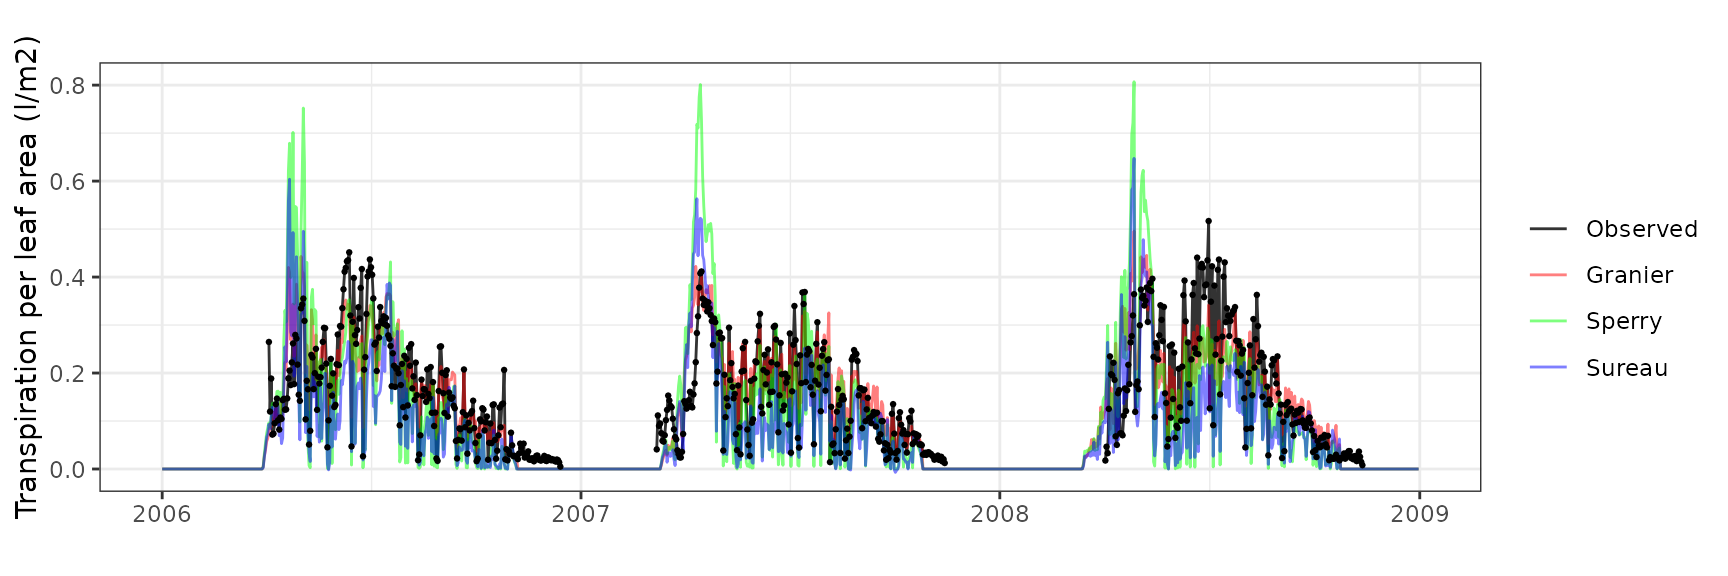 Transpiration per leaf area (l/m2)
0.8
0.6
0.4
0.2
0.0
2006 2007 2008 2009
Observed
Granier
Sperry
Sureau